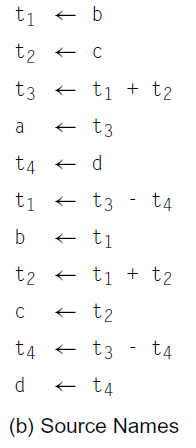 t₁ ← b
t₂ ← c
t₃ ← t₁ + t₂
a ← t₃
t₄ ← d
t₁ ← t₃ - t₄
b ← t₁
t₂ ← t₁ + t₂
c ← t₂
t₄ ← t₃ - t₄
d ← t₄
(b) Source Names